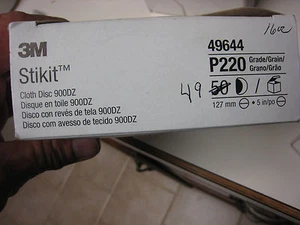 16cw
3M
49644
Stikit™
P220 Grade/Grain/
Grano/Grão
Cloth Disc 900DZ
Disque en toile 900DZ
Disco con revés de tela 900DZ
Disco com avesso de tecido 900DZ
49 50 /
127 mm • 5 in/po